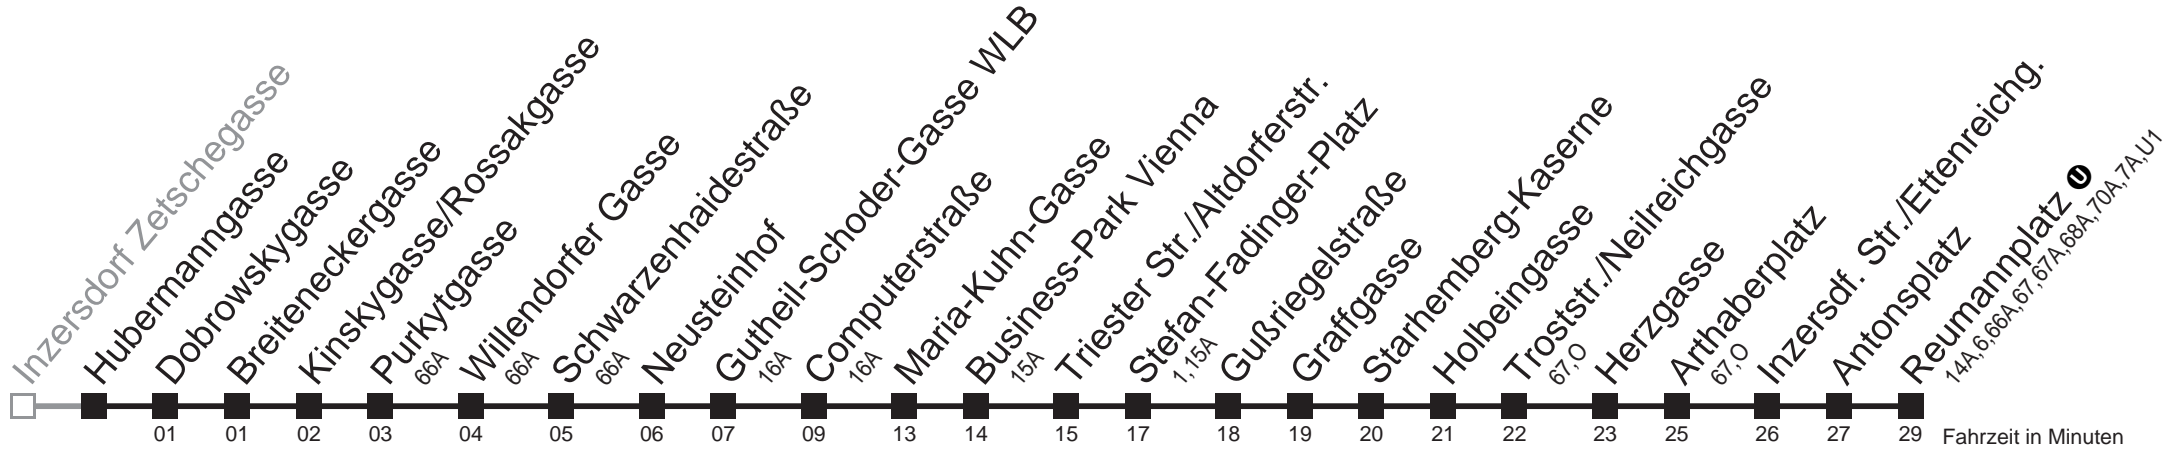 Inzersdorf Zetschegasse
Hubermanngasse
Dobrowskygasse
Breiteneckergasse
Kinskygasse/Rossakgasse
Purkytgasse
66A
Willendorfer Gasse
66A
Schwarzenhaidestraße
66A
Neusteinhof
Gutheil-Schoder-Gasse WLB
16A
Computerstraße
16A
Maria-Kuhn-Gasse
Business-Park Vienna
15A
Triester Str./Altdorferstr.
Stefan-Fadinger-Platz
1,15A
Gußriegelstraße
Graffgasse
Starhemberg-Kaserne
Holbeingasse
Troststr./Neilreichgasse
67,O
Herzgasse
Arthaberplatz
67,O
Inzersdf. Str./Ettenreichg.
Antonsplatz
Reumannplatz U
14A,6,66A,67,67A,68A,70A,7A,U1
01 01 02 03 04 05 06 07 09 13 14 15 17 18 19 20 21 22 23 25 26 27 29 Fahrzeit in Minuten